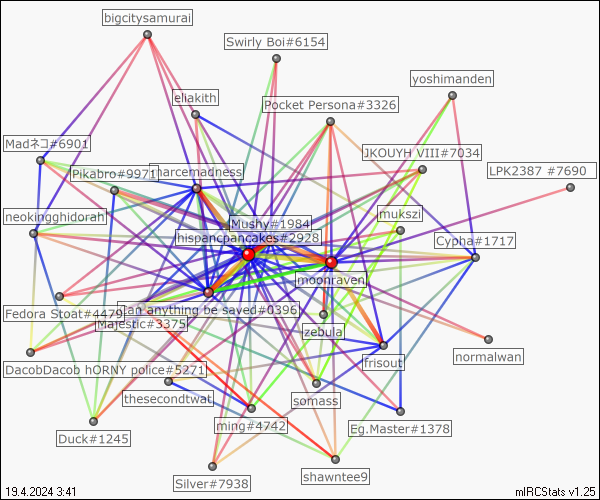 bigcitysamurai
Swirly Boi#6154
yoshimanden
eliakith
Pocket Persona#3326
Madネコ#6901
JKOUYH VIII#7034
Pikabro#9971
harcemadness
LPK2387 #7690
neokingghidorah
Mushy#1984
mukszi
hispancpancakes#2928
Cypha#1717
moonraven
Fedora Stoat#4479
can anything be saved#0396
Majestic#3375
zebula
normalwan
DacobDacob hORNY police#5271
frisout
thesecondtwat
somass
ming#4742
Eg.Master#1378
Duck#1245
Silver#7938
shawntee9
19.4.2024 3:41
mIRCStats v1.25